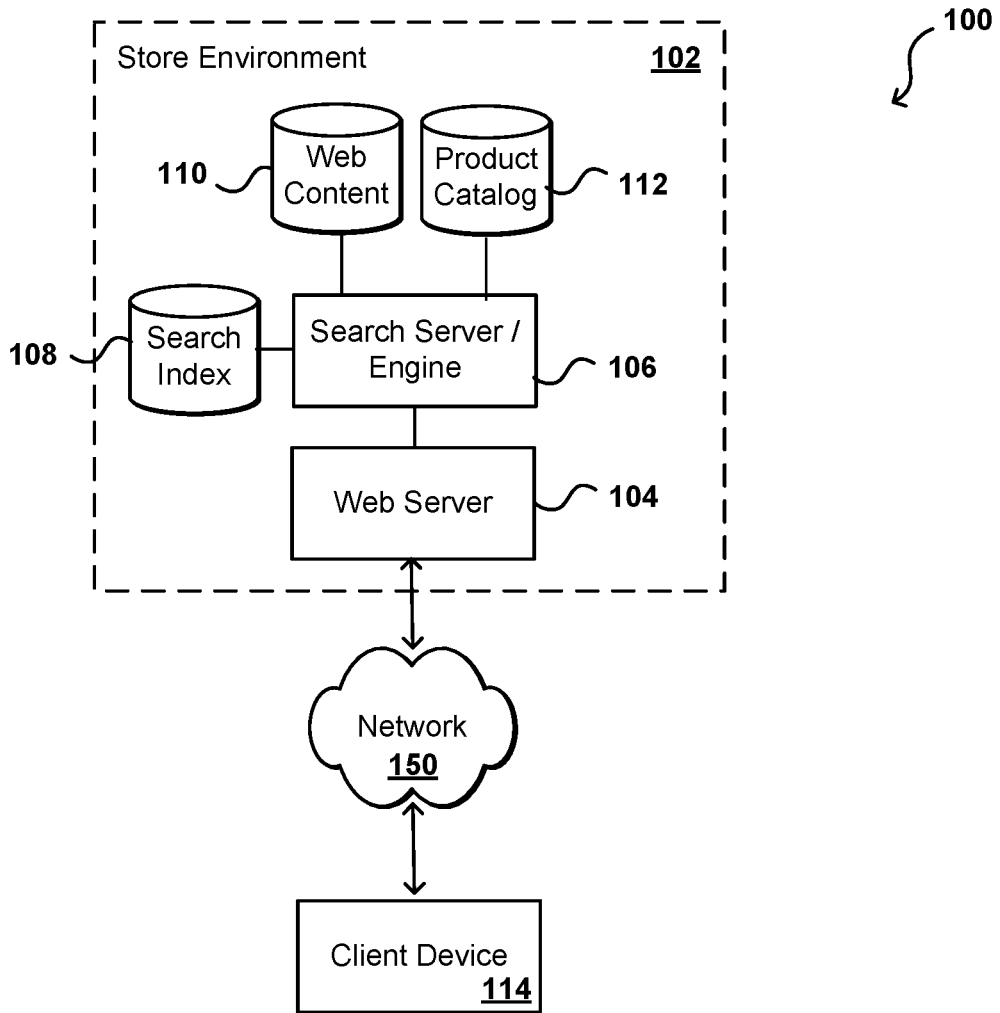 100
Store Environment 102
110
Web
Content
Product
Catalog
112
108
Search
Index
Search Server /
Engine
106
Web Server
104
Network
150
Client Device
114